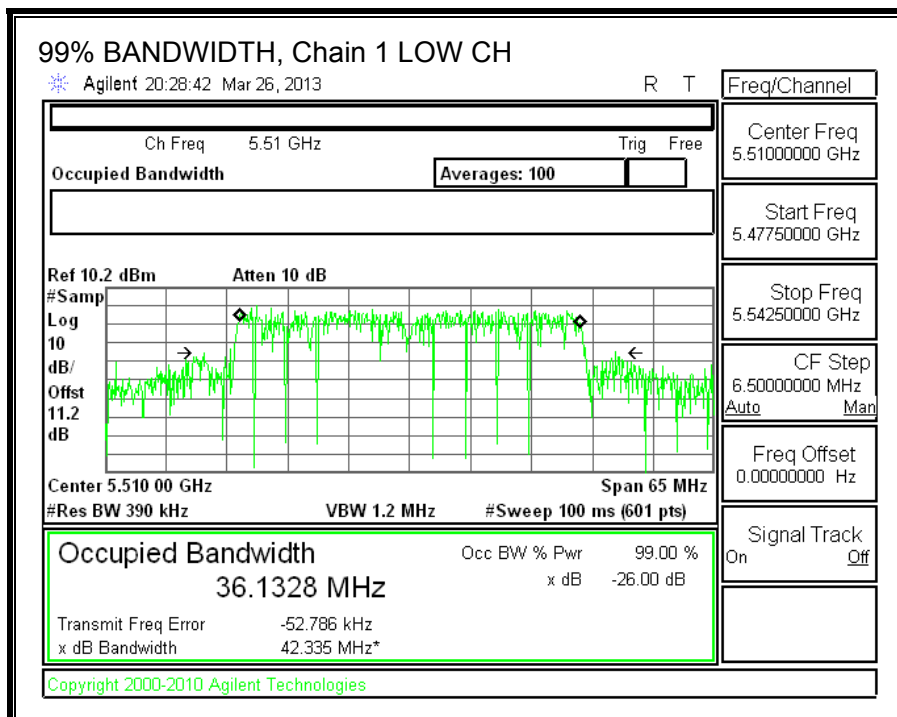 99% BANDWIDTH, Chain 1 LOW CH
Agilent 20:28:42 Mar 26, 2013 R T
Freq/Channel
Ch Freq 5.51 GHz Trig Free
Occupied Bandwidth Averages: 100
Center Freq
5.51000000 GHz
Start Freq
5.47750000 GHz
Stop Freq
5.54250000 GHz
CF Step
6.50000000 MHz
Auto Man
Freq Offset
0.00000000 Hz
Signal Track
On Off
Ref 10.2 dBm Atten 10 dB
#Samp
Log
10
dB/
Offst
11.2
dB
Center 5.510 00 GHz Span 65 MHz
#Res BW 390 kHz VBW 1.2 MHz #Sweep 100 ms (601 pts)
Occupied Bandwidth Occ BW % Pwr 99.00 %
36.1328 MHz x dB -26.00 dB
Transmit Freq Error -52.786 kHz
x dB Bandwidth 42.335 MHz*
Copyright 2000-2010 Agilent Technologies